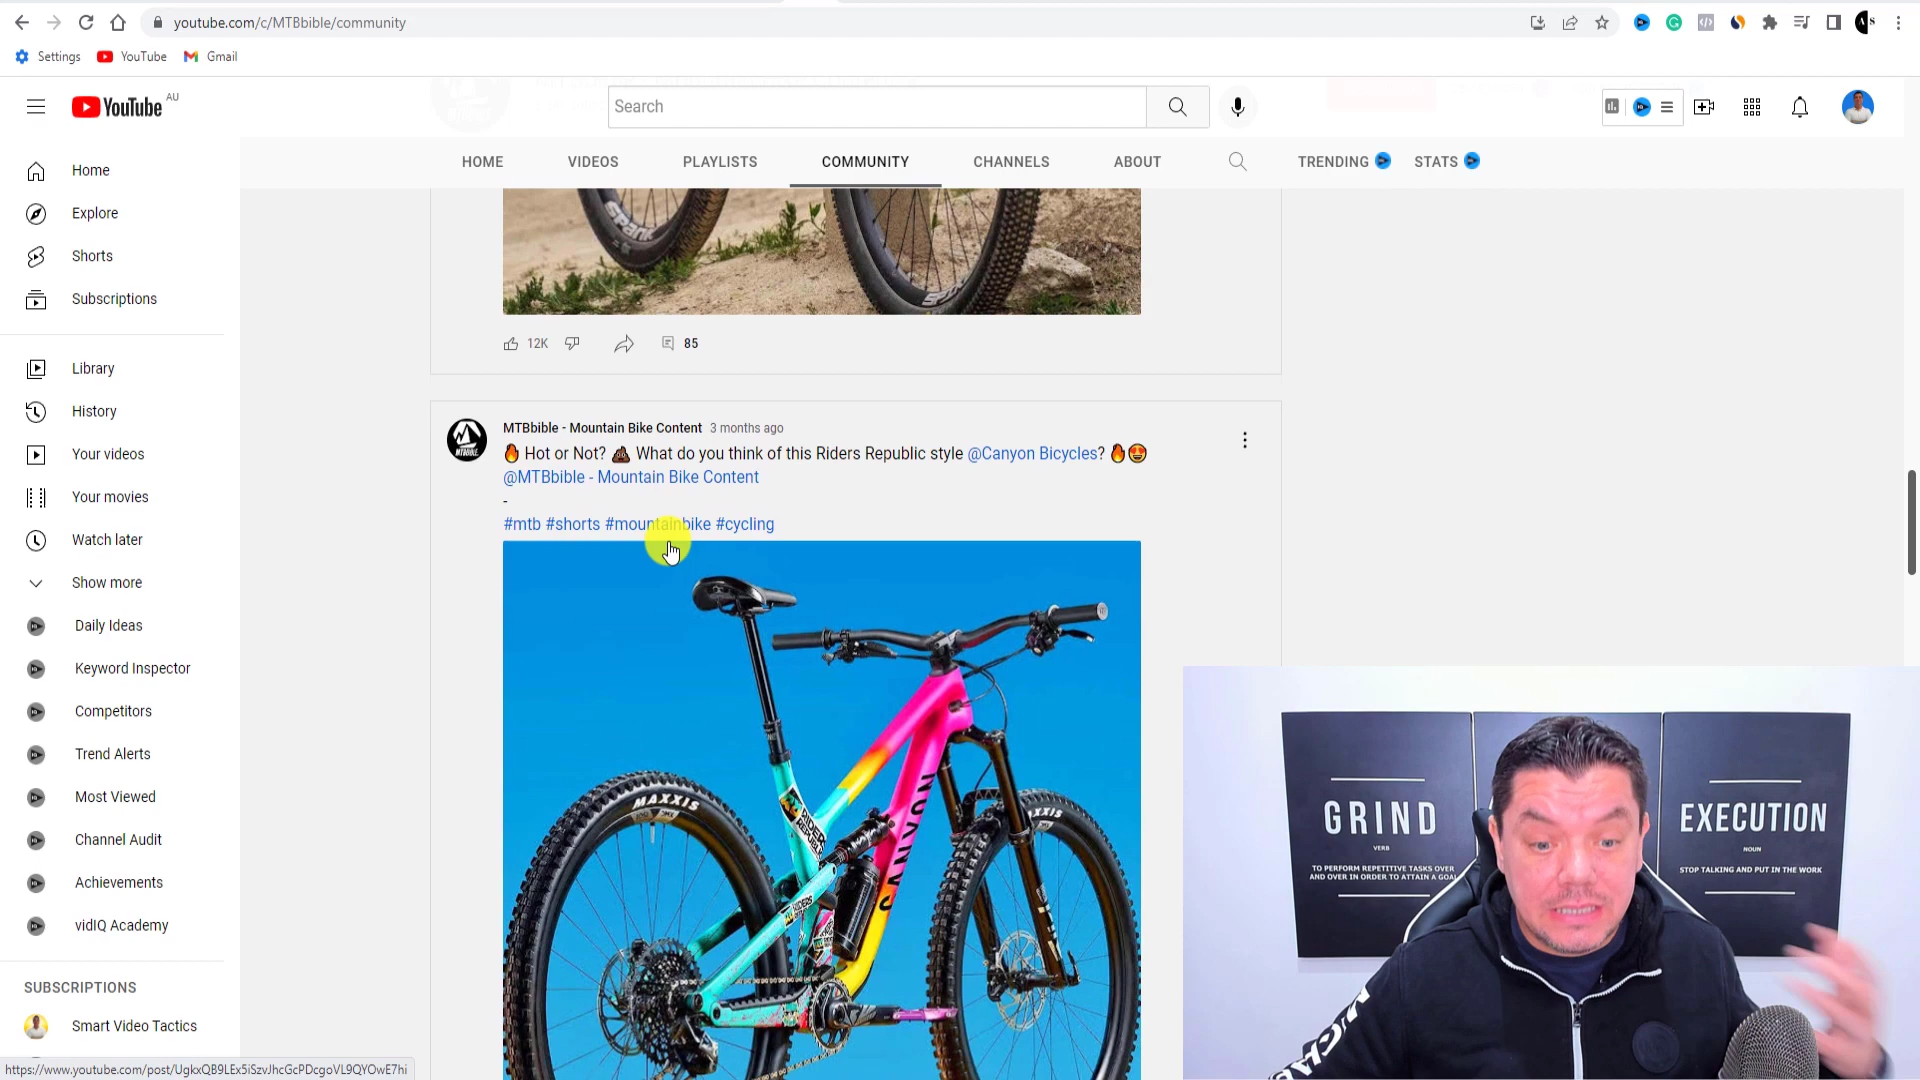 youtube.com/c/MTBbible/community
Settings YouTube Gmail
YouTube AU
Search
HOME VIDEOS PLAYLISTS COMMUNITY CHANNELS ABOUT TRENDING STATS
Home
Explore
Shorts
Subscriptions
Library
History
Your videos
Your movies
Watch later
Show more
Daily Ideas
Keyword Inspector
Competitors
Trend Alerts
Most Viewed
Channel Audit
Achievements
vidIQ Academy
SUBSCRIPTIONS
Smart Video Tactics
https://www.youtube.com/post/UgkxQB9LEx5iSzvJhcGcPDcgoVL9QYOwE7hi
12K 85
MTBbible - Mountain Bike Content 3 months ago
🔥 Hot or Not? 💩 What do you think of this Riders Republic style @Canyon Bicycles? 🔥🤩
@MTBbible - Mountain Bike Content
-
#mtb #shorts #mountainbike #cycling
MAXXIS
MAXXIS
RIDERS
REPUBLIC
GRIND
VERB
TO PERFORM REPETITIVE TASKS OVER
AND OVER IN ORDER TO ATTAIN A GOAL
EXECUTION
NOUN
STOP TALKING AND PUT IN THE WORK